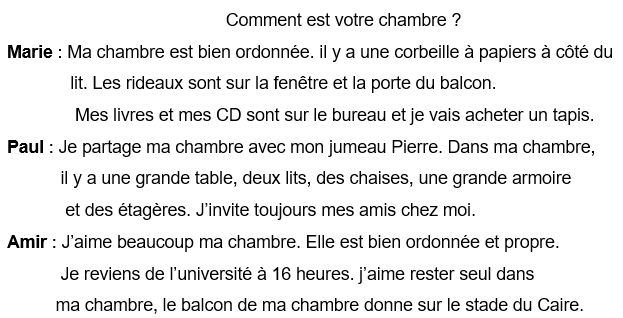 Comment est votre chambre ?
Marie : Ma chambre est bien ordonnée. il y a une corbeille à papiers à côté du
lit. Les rideaux sont sur la fenêtre et la porte du balcon.
Mes livres et mes CD sont sur le bureau et je vais acheter un tapis.
Paul : Je partage ma chambre avec mon jumeau Pierre. Dans ma chambre,
il y a une grande table, deux lits, des chaises, une grande armoire
et des étagères. J’invite toujours mes amis chez moi.
Amir : J’aime beaucoup ma chambre. Elle est bien ordonnée et propre.
Je reviens de l’université à 16 heures. j’aime rester seul dans
ma chambre, le balcon de ma chambre donne sur le stade du Caire.